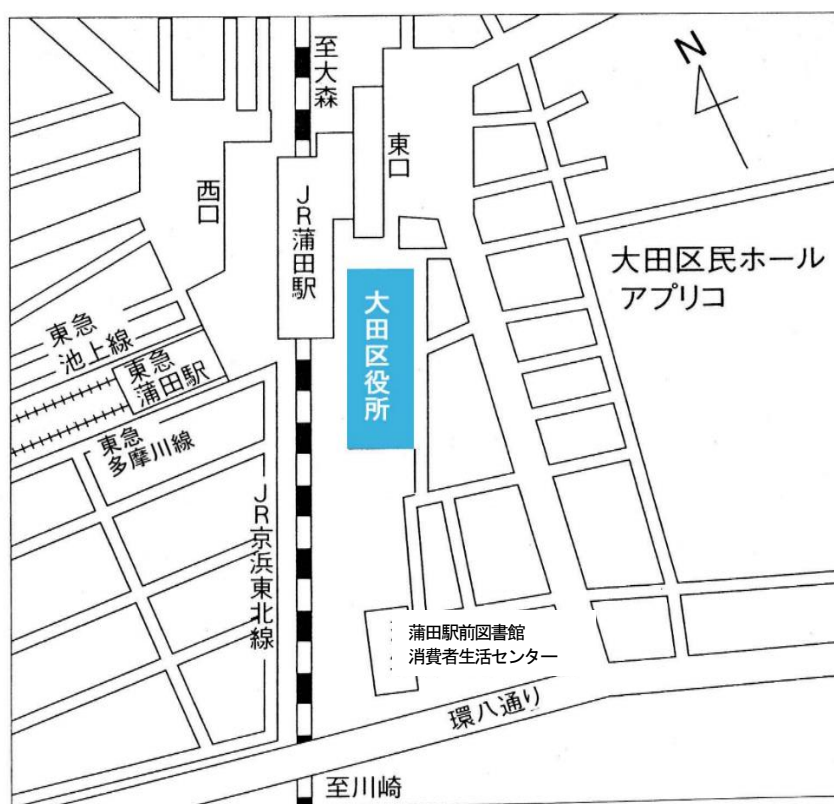 至大森
N
東口
西口
JR蒲田駅
大田区民ホール
アプリコ
大田区役所
東急
池上線
東急
蒲田駅
東急
多摩川線
JR京浜東北線
蒲田駅前図書館
消費者生活センター
環八通り
至川崎